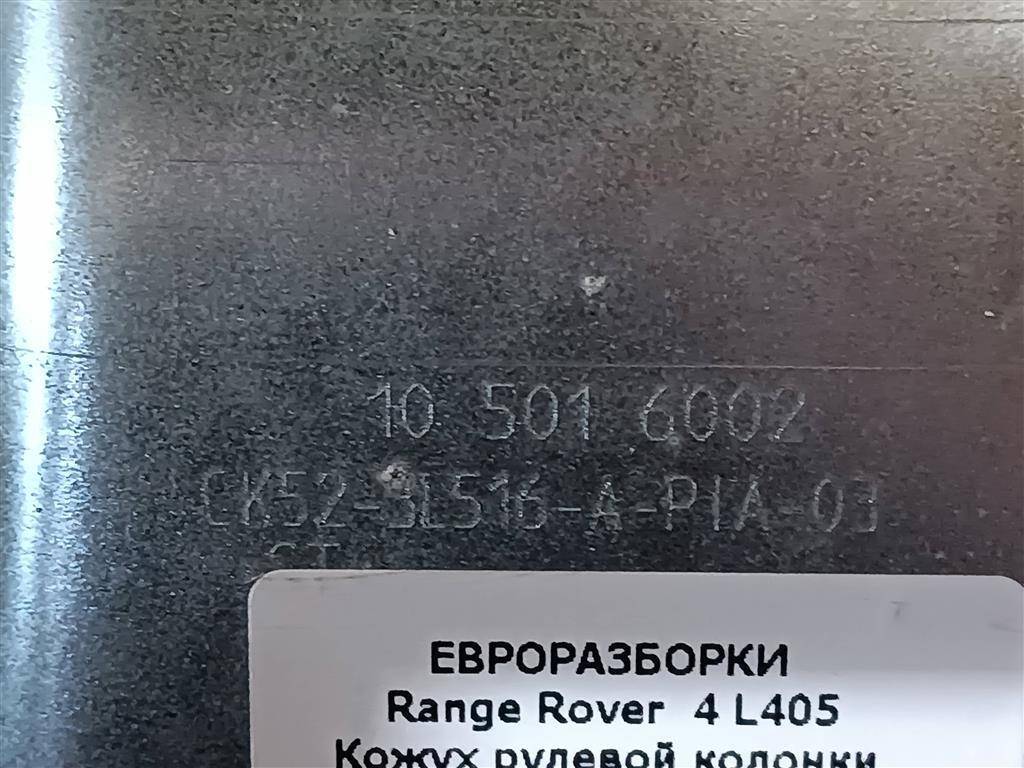 10 501 6002
CK52-3L516-A-PIA-03
ЕВРОРАЗБОРКИ
Range Rover 4 L405
Кожух рулевой колонки